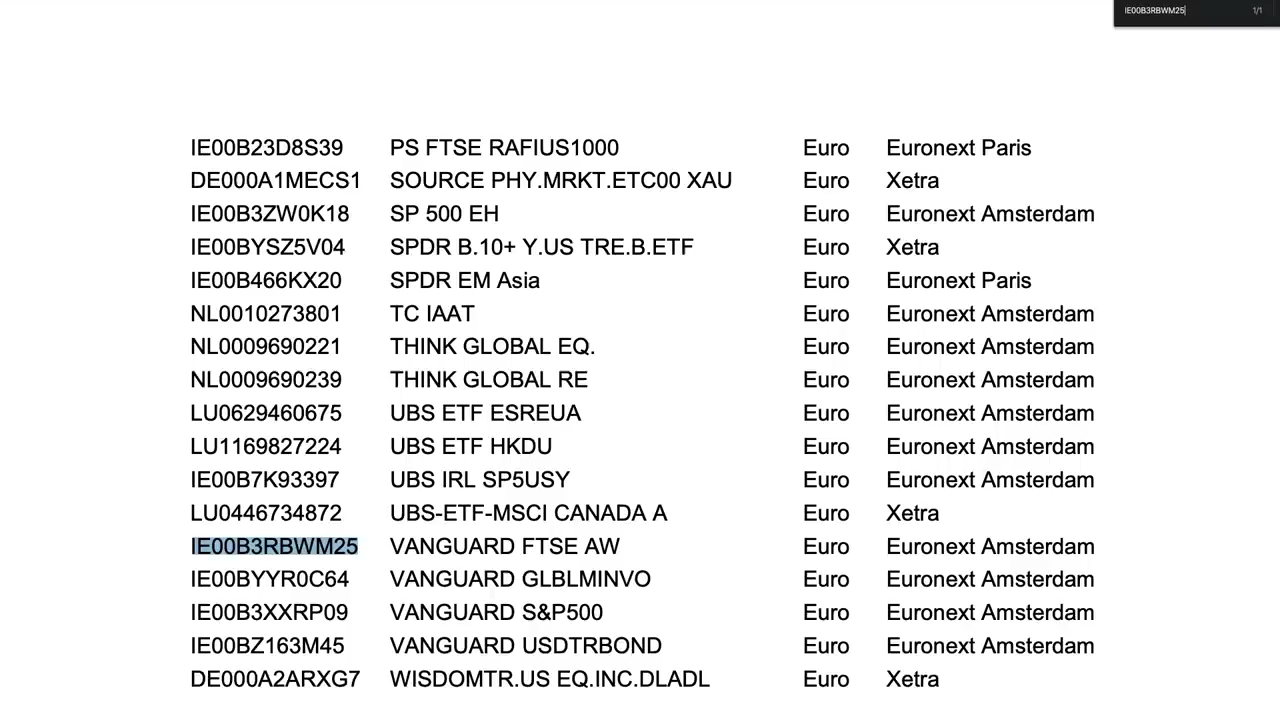 IE00B3RBWM25 1/1
IE00B23D8S39 PS FTSE RAFIUS1000 Euro Euronext Paris
DE000A1MECS1 SOURCE PHY.MRKT.ETC00 XAU Euro Xetra
IE00B3ZW0K18 SP 500 EH Euro Euronext Amsterdam
IE00BYSZ5V04 SPDR B.10+ Y.US TRE.B.ETF Euro Xetra
IE00B466KX20 SPDR EM Asia Euro Euronext Paris
NL0010273801 TC IAAT Euro Euronext Amsterdam
NL0009690221 THINK GLOBAL EQ. Euro Euronext Amsterdam
NL0009690239 THINK GLOBAL RE Euro Euronext Amsterdam
LU0629460675 UBS ETF ESREUA Euro Euronext Amsterdam
LU1169827224 UBS ETF HKDU Euro Euronext Amsterdam
IE00B7K93397 UBS IRL SP5USY Euro Euronext Amsterdam
LU0446734872 UBS-ETF-MSCI CANADA A Euro Xetra
IE00B3RBWM25 VANGUARD FTSE AW Euro Euronext Amsterdam
IE00BYYR0C64 VANGUARD GLBLMINVO Euro Euronext Amsterdam
IE00B3XXRP09 VANGUARD S&P500 Euro Euronext Amsterdam
IE00BZ163M45 VANGUARD USDTRBOND Euro Euronext Amsterdam
DE000A2ARXG7 WISDOMTR.US EQ.INC.DLADL Euro Xetra